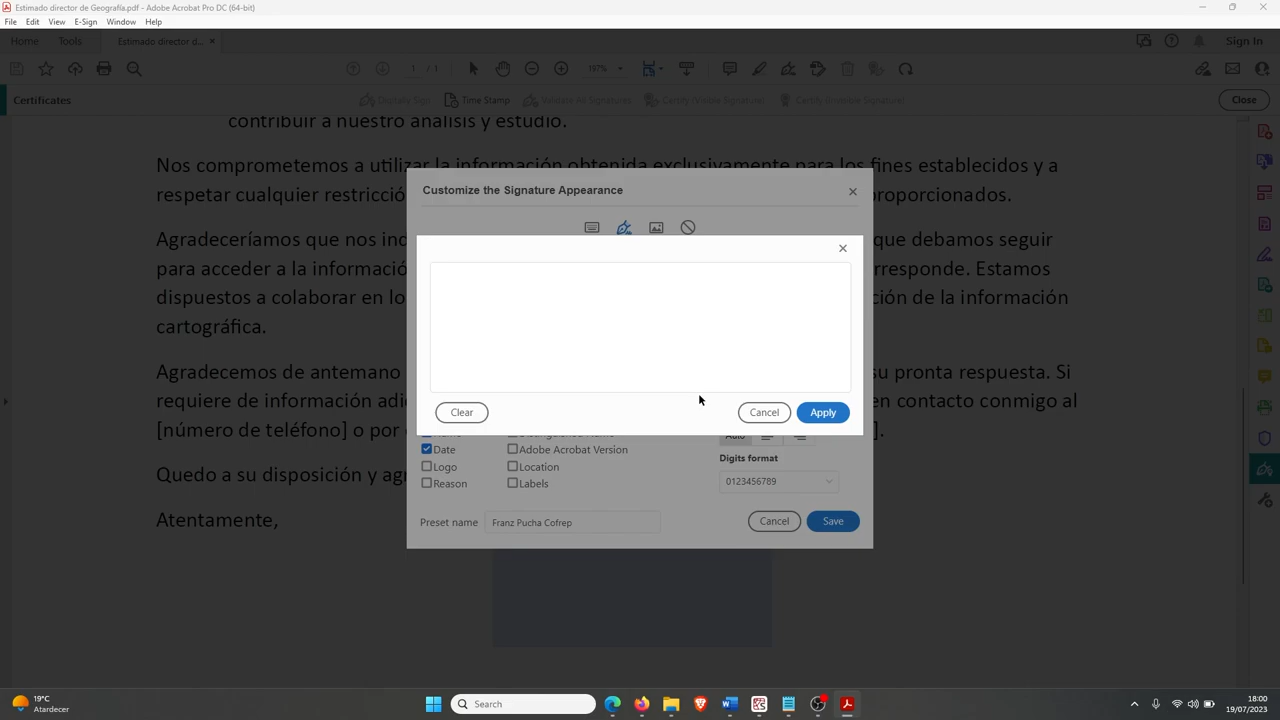 Estimado director de Geografía.pdf - Adobe Acrobat Pro DC (64-bit)
File Edit View E-Sign Window Help
Home Tools Estimado director d... × Sign In
1 / 1 197%
Certificates Digitally Sign Time Stamp Validate All Signatures Certify (Visible Signature) Certify (Invisible Signature) Close
contribuir a nuestro análisis y estudio.
Nos comprometemos a utilizar la información obtenida exclusivamente para los fines establecidos y a
respetar cualquier restricció proporcionados.
Customize the Signature Appearance
Agradeceríamos que nos ind que debamos seguir
para acceder a la informació rresponde. Estamos
dispuestos a colaborar en lo ción de la información
cartográfica.
Agradecemos de antemano su pronta respuesta. Si
requiere de información adic en contacto conmigo al
Clear Cancel Apply
[número de teléfono] o por ].
Auto
Date Adobe Acrobat Version
Digits format
Logo Location
Quedo a su disposición y agr
Reason Labels 0123456789
Atentamente,
Preset name Franz Pucha Cofrep Cancel Save
19°C
Atardecer
Search
18:00
19/07/2023